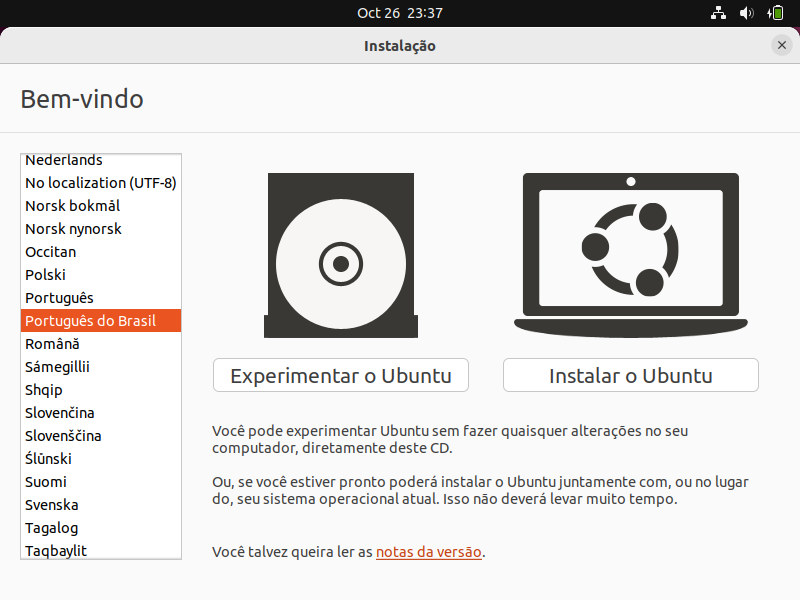 Oct 26 23:37
Instalação
Bem-vindo
Nederlands
No localization (UTF-8)
Norsk bokmål
Norsk nynorsk
Occitan
Polski
Português
Português do Brasil
Română
Sámegillii
Shqip
Slovenčina
Slovenščina
Ślůnski
Suomi
Svenska
Tagalog
Taqbaylit
Experimentar o Ubuntu
Instalar o Ubuntu
Você pode experimentar Ubuntu sem fazer quaisquer alterações no seu
computador, diretamente deste CD.
Ou, se você estiver pronto poderá instalar o Ubuntu juntamente com, ou no lugar
do, seu sistema operacional atual. Isso não deverá levar muito tempo.
Você talvez queira ler as notas da versão.